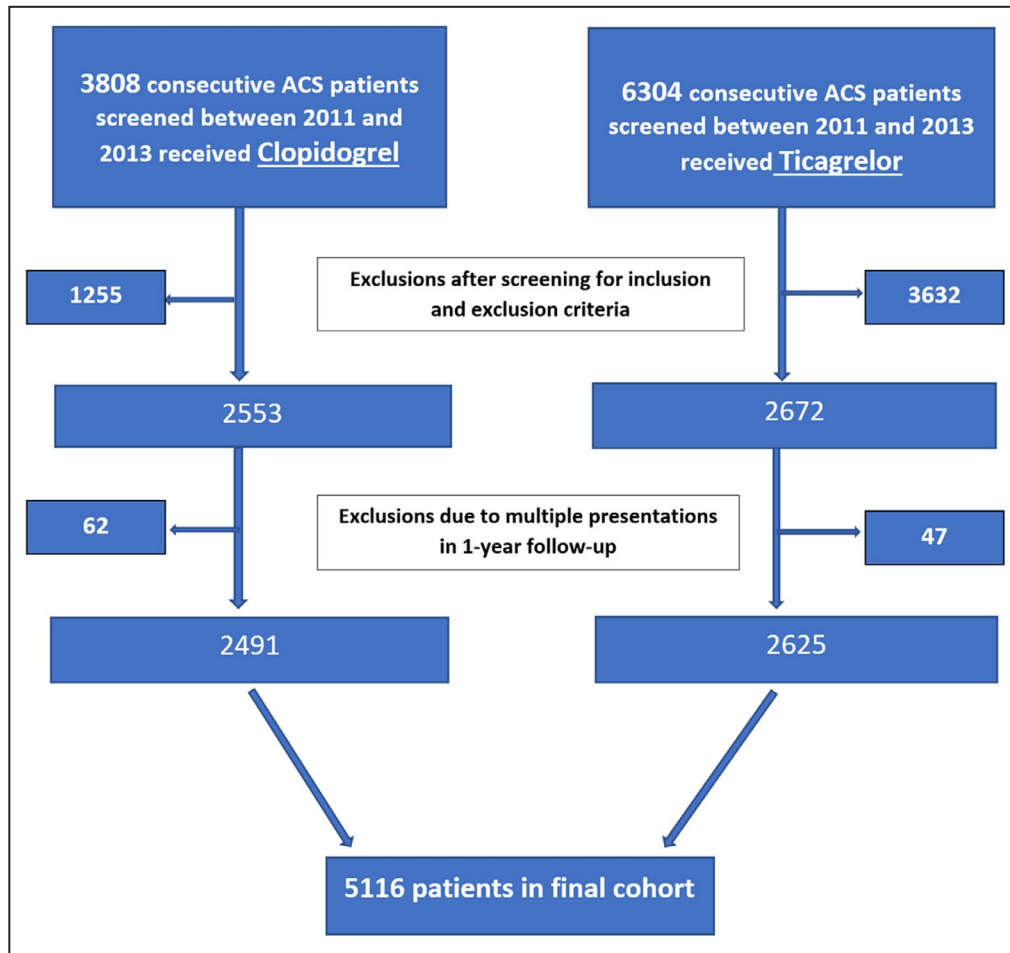 3808 consecutive ACS patients
screened between 2011 and
2013 received Clopidogrel
6304 consecutive ACS patients
screened between 2011 and 2013
received Ticagrelor
1255
Exclusions after screening for inclusion
and exclusion criteria
3632
2553
2672
62
Exclusions due to multiple presentations
in 1-year follow-up
47
2491
2625
5116 patients in final cohort